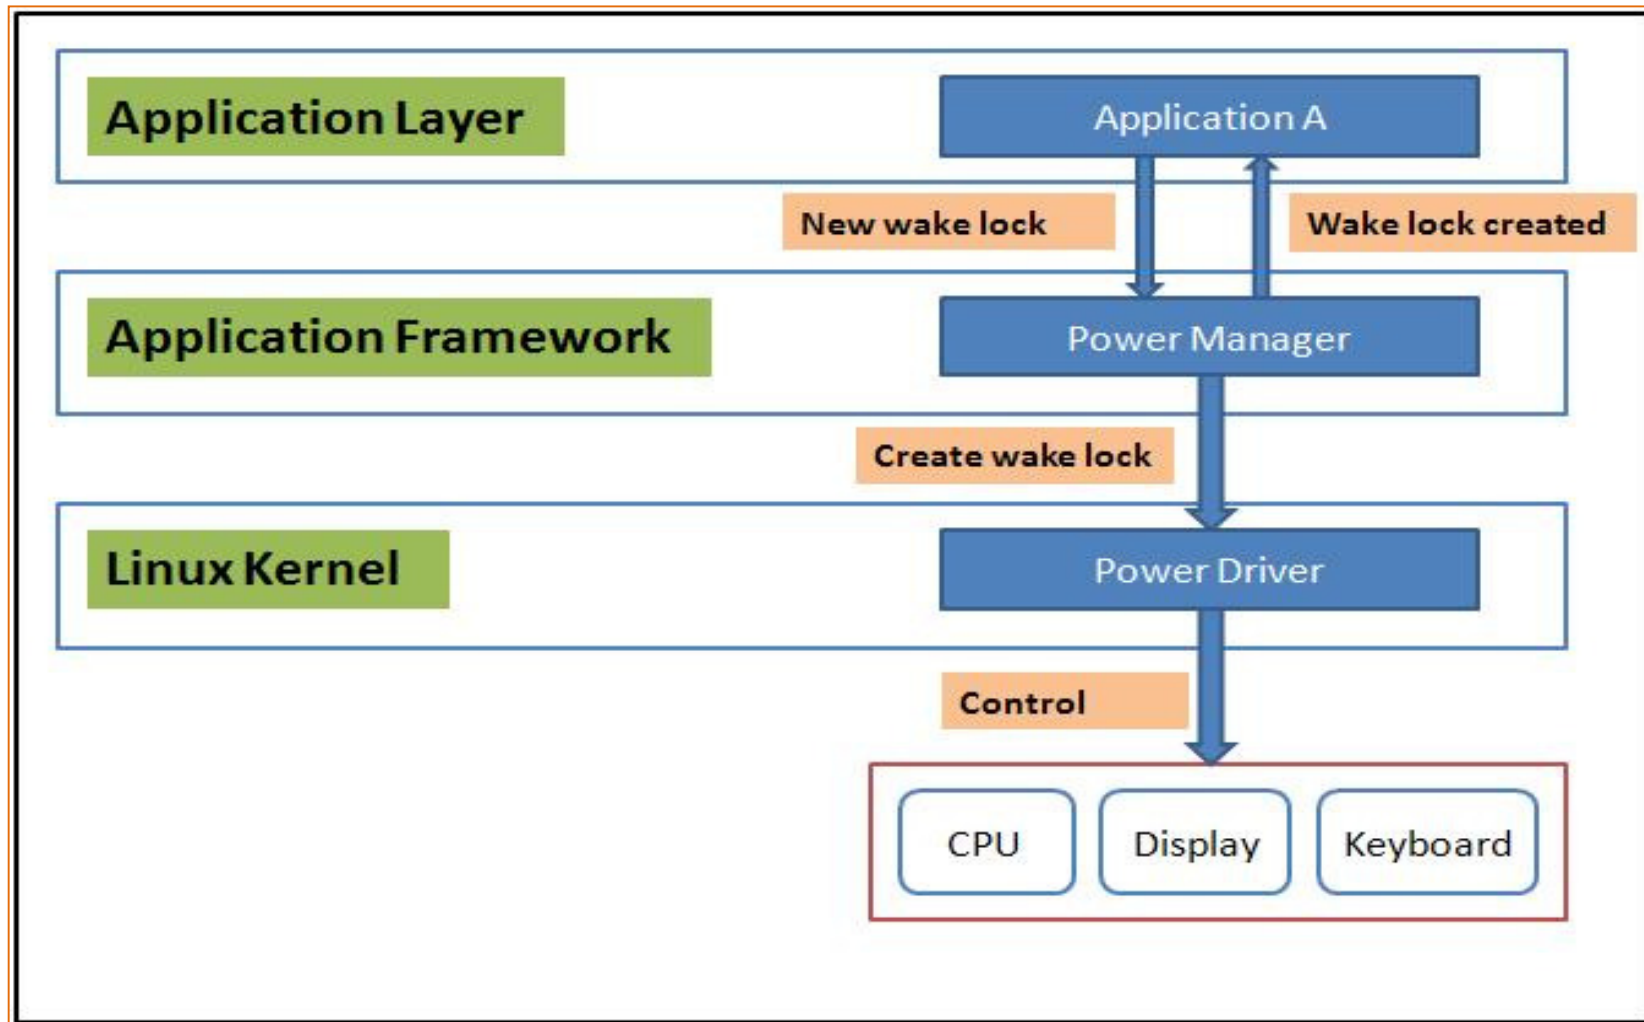 Application Layer
Application A
New wake lock
Wake lock created
Application Framework
Power Manager
Create wake lock
Linux Kernel
Power Driver
Control
CPU
Display
Keyboard